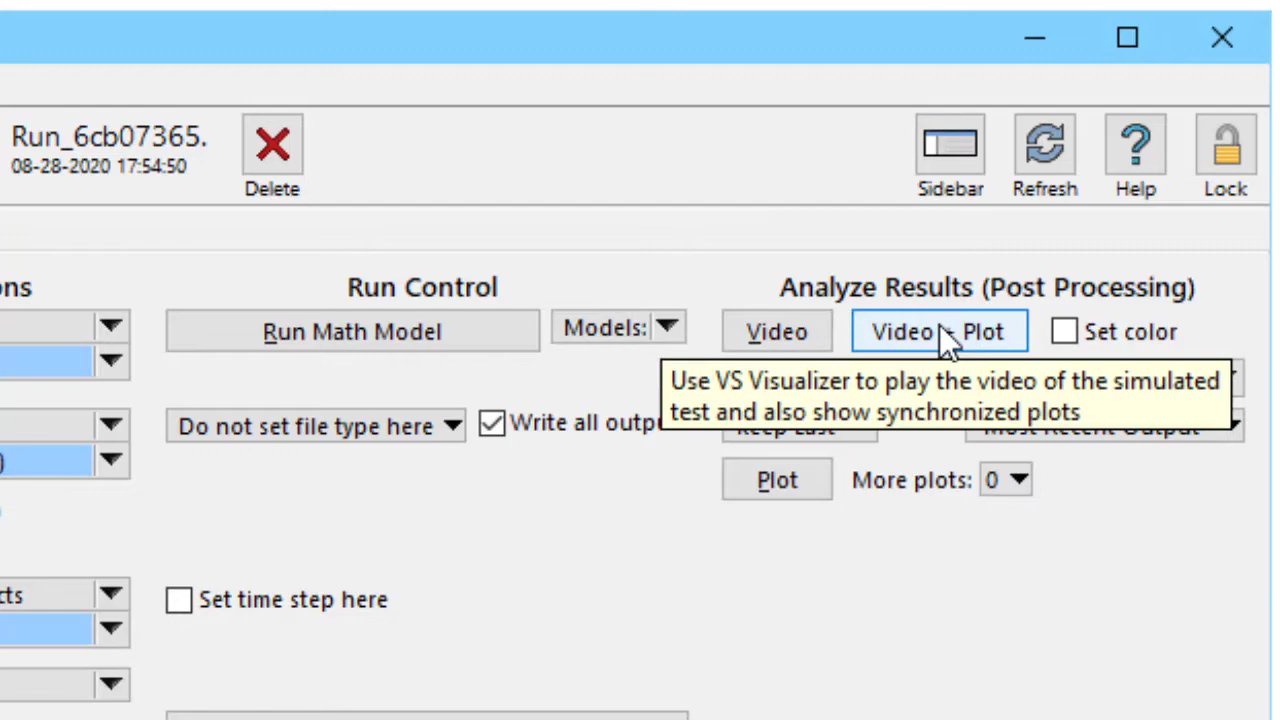 Run_6cb07365.
08-28-2020 17:54:50
Delete
Sidebar
Refresh
Help
Lock
ons
Run Control
Analyze Results (Post Processing)
Run Math Model
Models:
Video
Video + Plot
Set color
Use VS Visualizer to play the video of the simulated
test and also show synchronized plots
Do not set file type here
Write all outpu
)
Plot
More plots: 0
cts
Set time step here